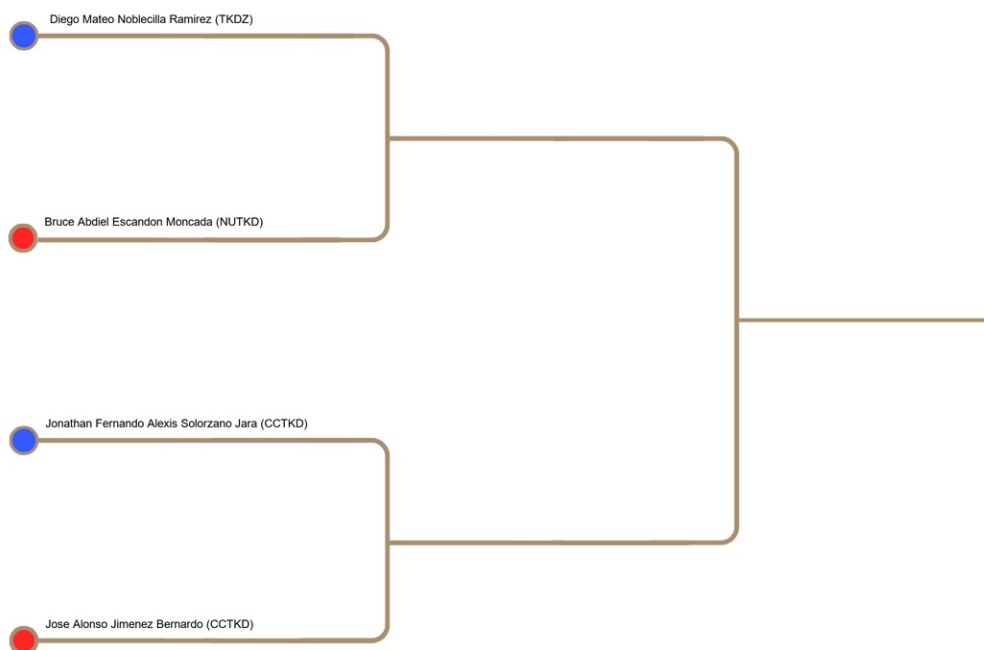 Diego Mateo Noblecilla Ramirez (TKDZ)
Bruce Abdiel Escandon Moncada (NUTKD)
Jonathan Fernando Alexis Solorzano Jara (CCTKD)
Jose Alonso Jimenez Bernardo (CCTKD)